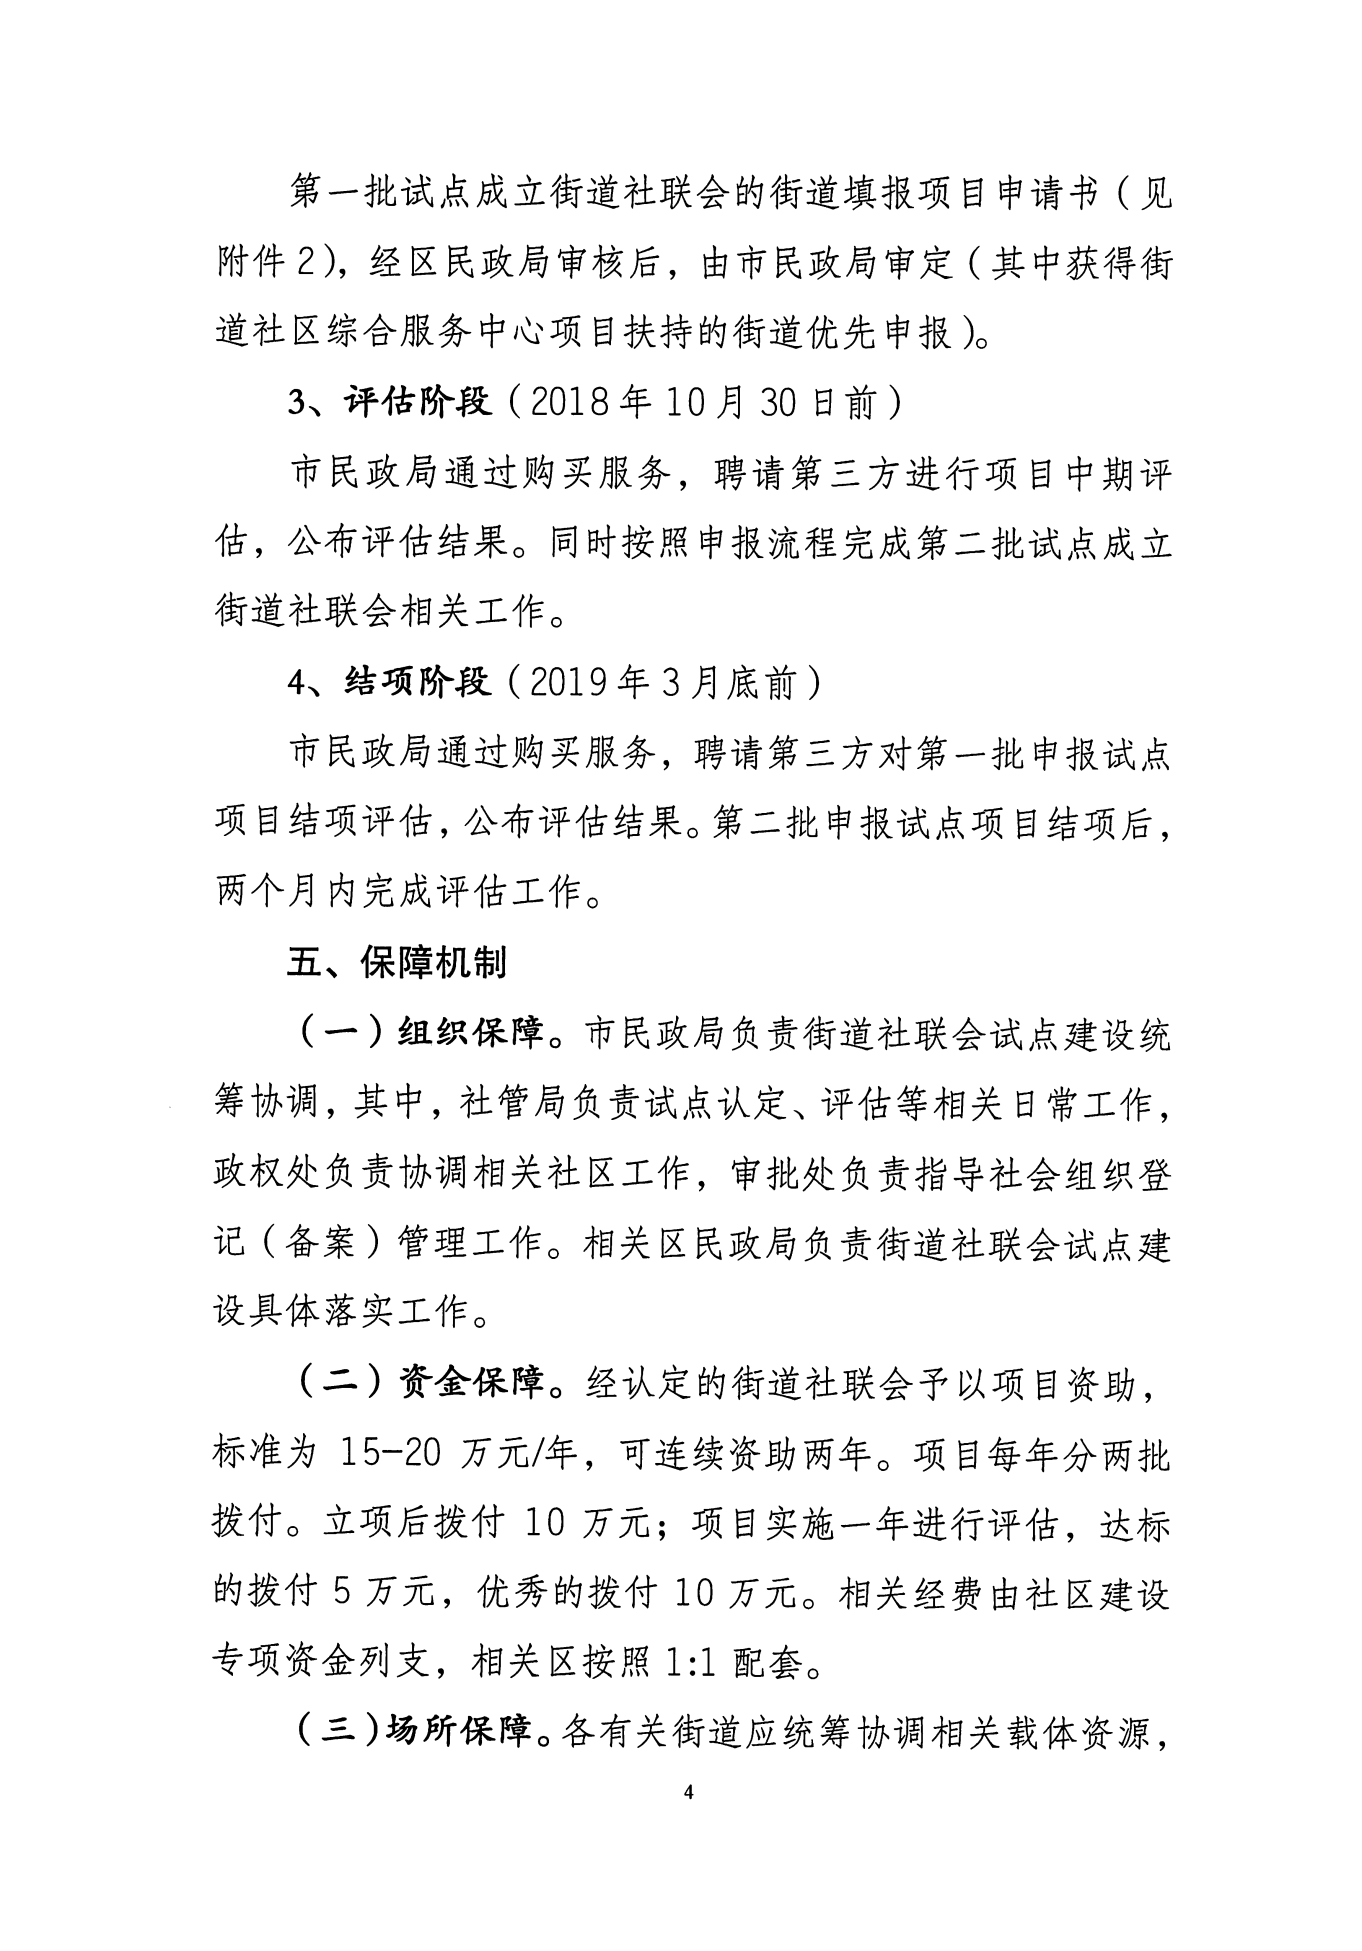 第一批试点成立街道社联会的街道填报项目申请书（见
附件2），经区民政局审核后，由市民政局审定（其中获得街
道社区综合服务中心项目扶持的街道优先申报）。
3、评估阶段（2018年10月30日前）
市民政局通过购买服务，聘请第三方进行项目中期评
估，公布评估结果。同时按照申报流程完成第二批试点成立
街道社联会相关工作。
4、结项阶段（2019年3月底前）
市民政局通过购买服务，聘请第三方对第一批申报试点
项目结项评估，公布评估结果。第二批申报试点项目结项后，
两个月内完成评估工作。
五、保障机制
（一）组织保障。市民政局负责街道社联会试点建设统
筹协调，其中，社管局负责试点认定、评估等相关日常工作，
政权处负责协调相关社区工作，审批处负责指导社会组织登
记（备案）管理工作。相关区民政局负责街道社联会试点建
设具体落实工作。
（二）资金保障。经认定的街道社联会予以项目资助，
标准为 15-20 万元/年，可连续资助两年。项目每年分两批
拨付。立项后拨付 10 万元；项目实施一年进行评估，达标
的拨付 5 万元，优秀的拨付 10 万元。相关经费由社区建设
专项资金列支，相关区按照 1:1 配套。
（三）场所保障。各有关街道应统筹协调相关载体资源，
4